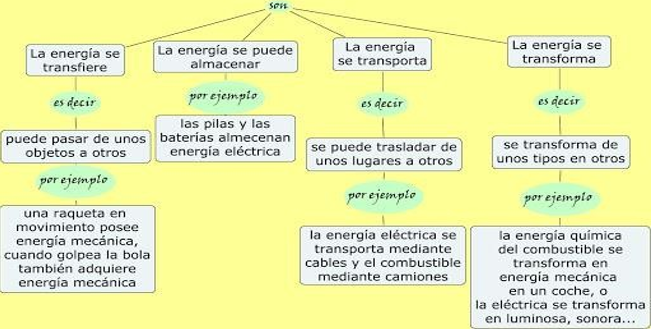 son
La energía se
transfiere
es decir
puede pasar de unos
objetos a otros
por ejemplo
una raqueta en
movimiento posee
energía mecánica,
cuando golpea la bola
también adquiere
energía mecánica
La energía se puede
almacenar
por ejemplo
las pilas y las
baterías almecenan
energía eléctrica
La energía
se transporta
es decir
se puede trasladar de
unos lugares a otros
por ejemplo
la energía eléctrica se
transporta mediante
cables y el combustible
mediante camiones
La energía se
transforma
es decir
se transforma de
unos tipos en otros
por ejemplo
la energía química
del combustible se
transforma en
energía mecánica
en un coche, o
la eléctrica se transforma
en luminosa, sonora...